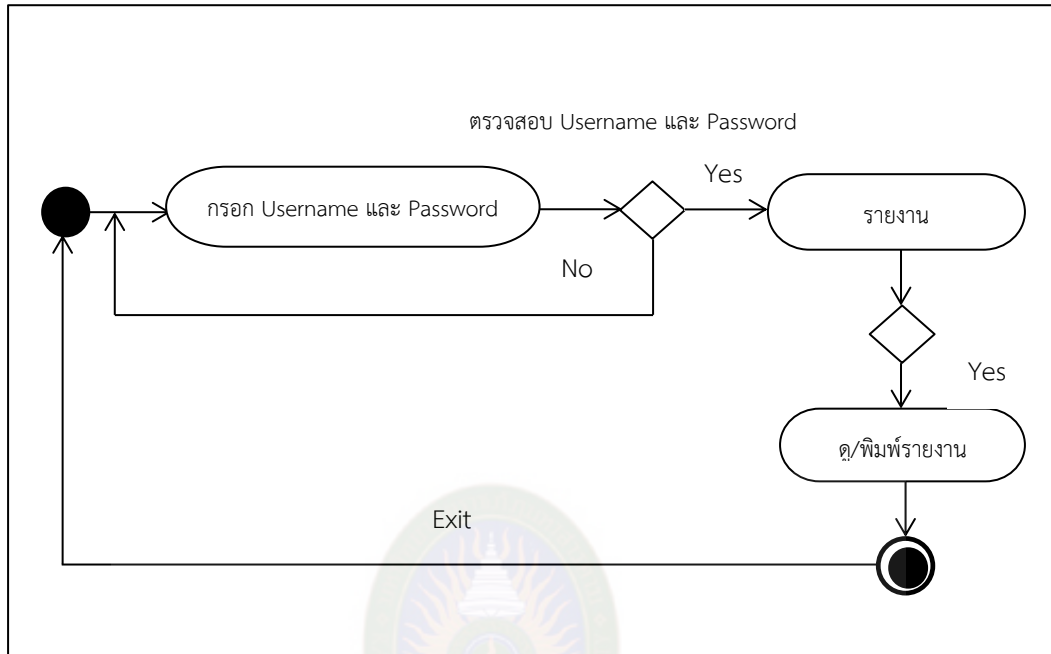 ตรวจสอบ Username และ Password
Yes
กรอก Username และ Password
รายงาน
No
Yes
ดู/พิมพ์รายงาน
Exit